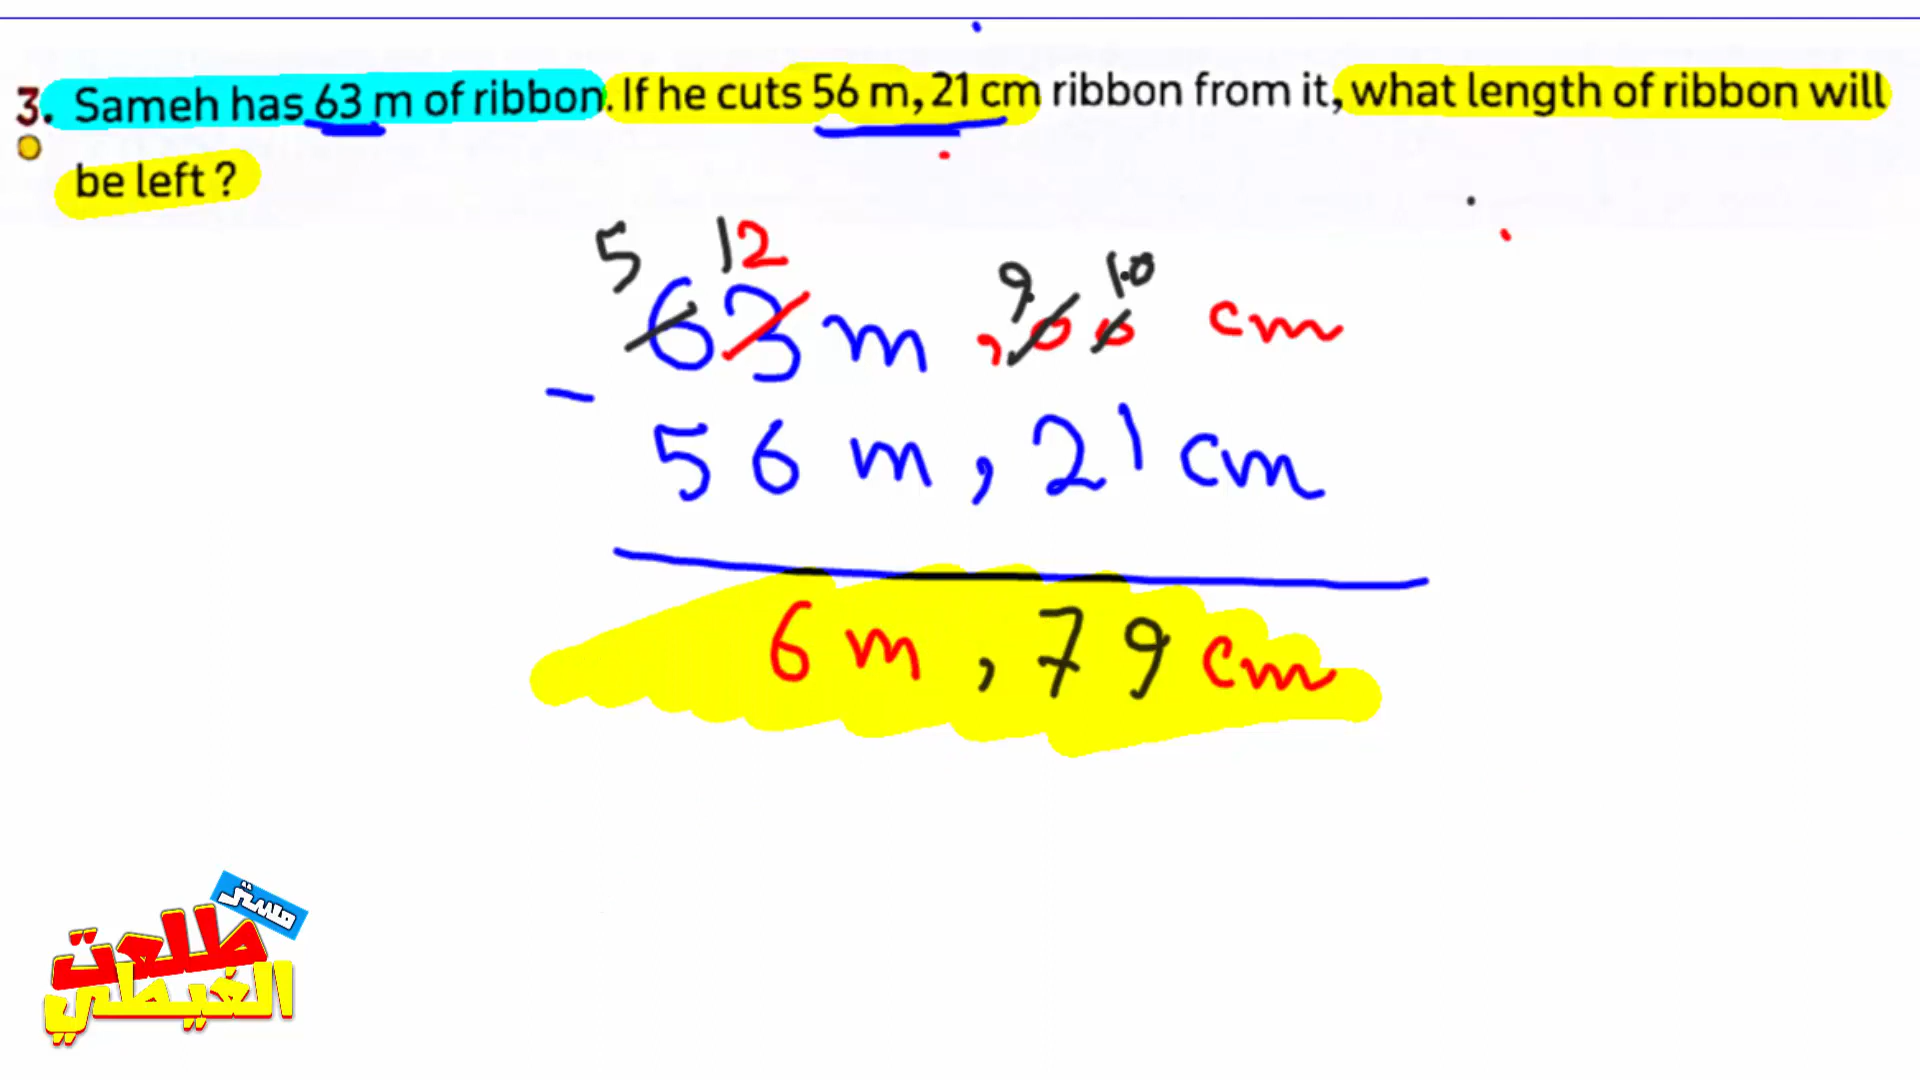 3. Sameh has 63 m of ribbon. If he cuts 56 m, 21 cm ribbon from it, what length of ribbon will
be left ?
5 12 9 10
63 m , 00 cm
−
56 m , 21 cm
6 m , 79 cm
مستر
طلعت
الغيطي